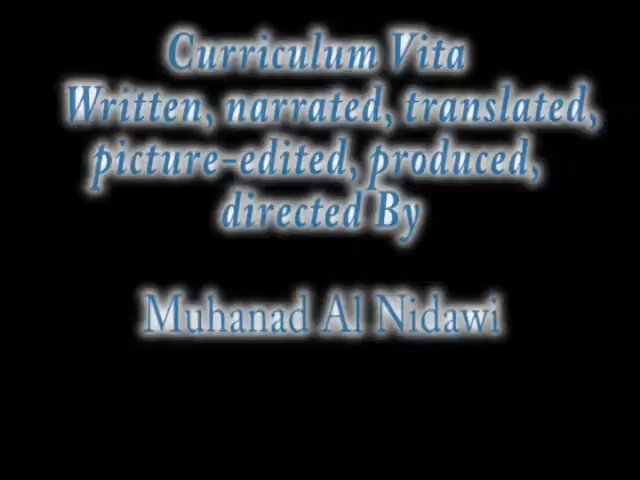 Curriculum Vita
Written, narrated, translated,
picture-edited, produced,
directed By
Muhanad Al Nidawi